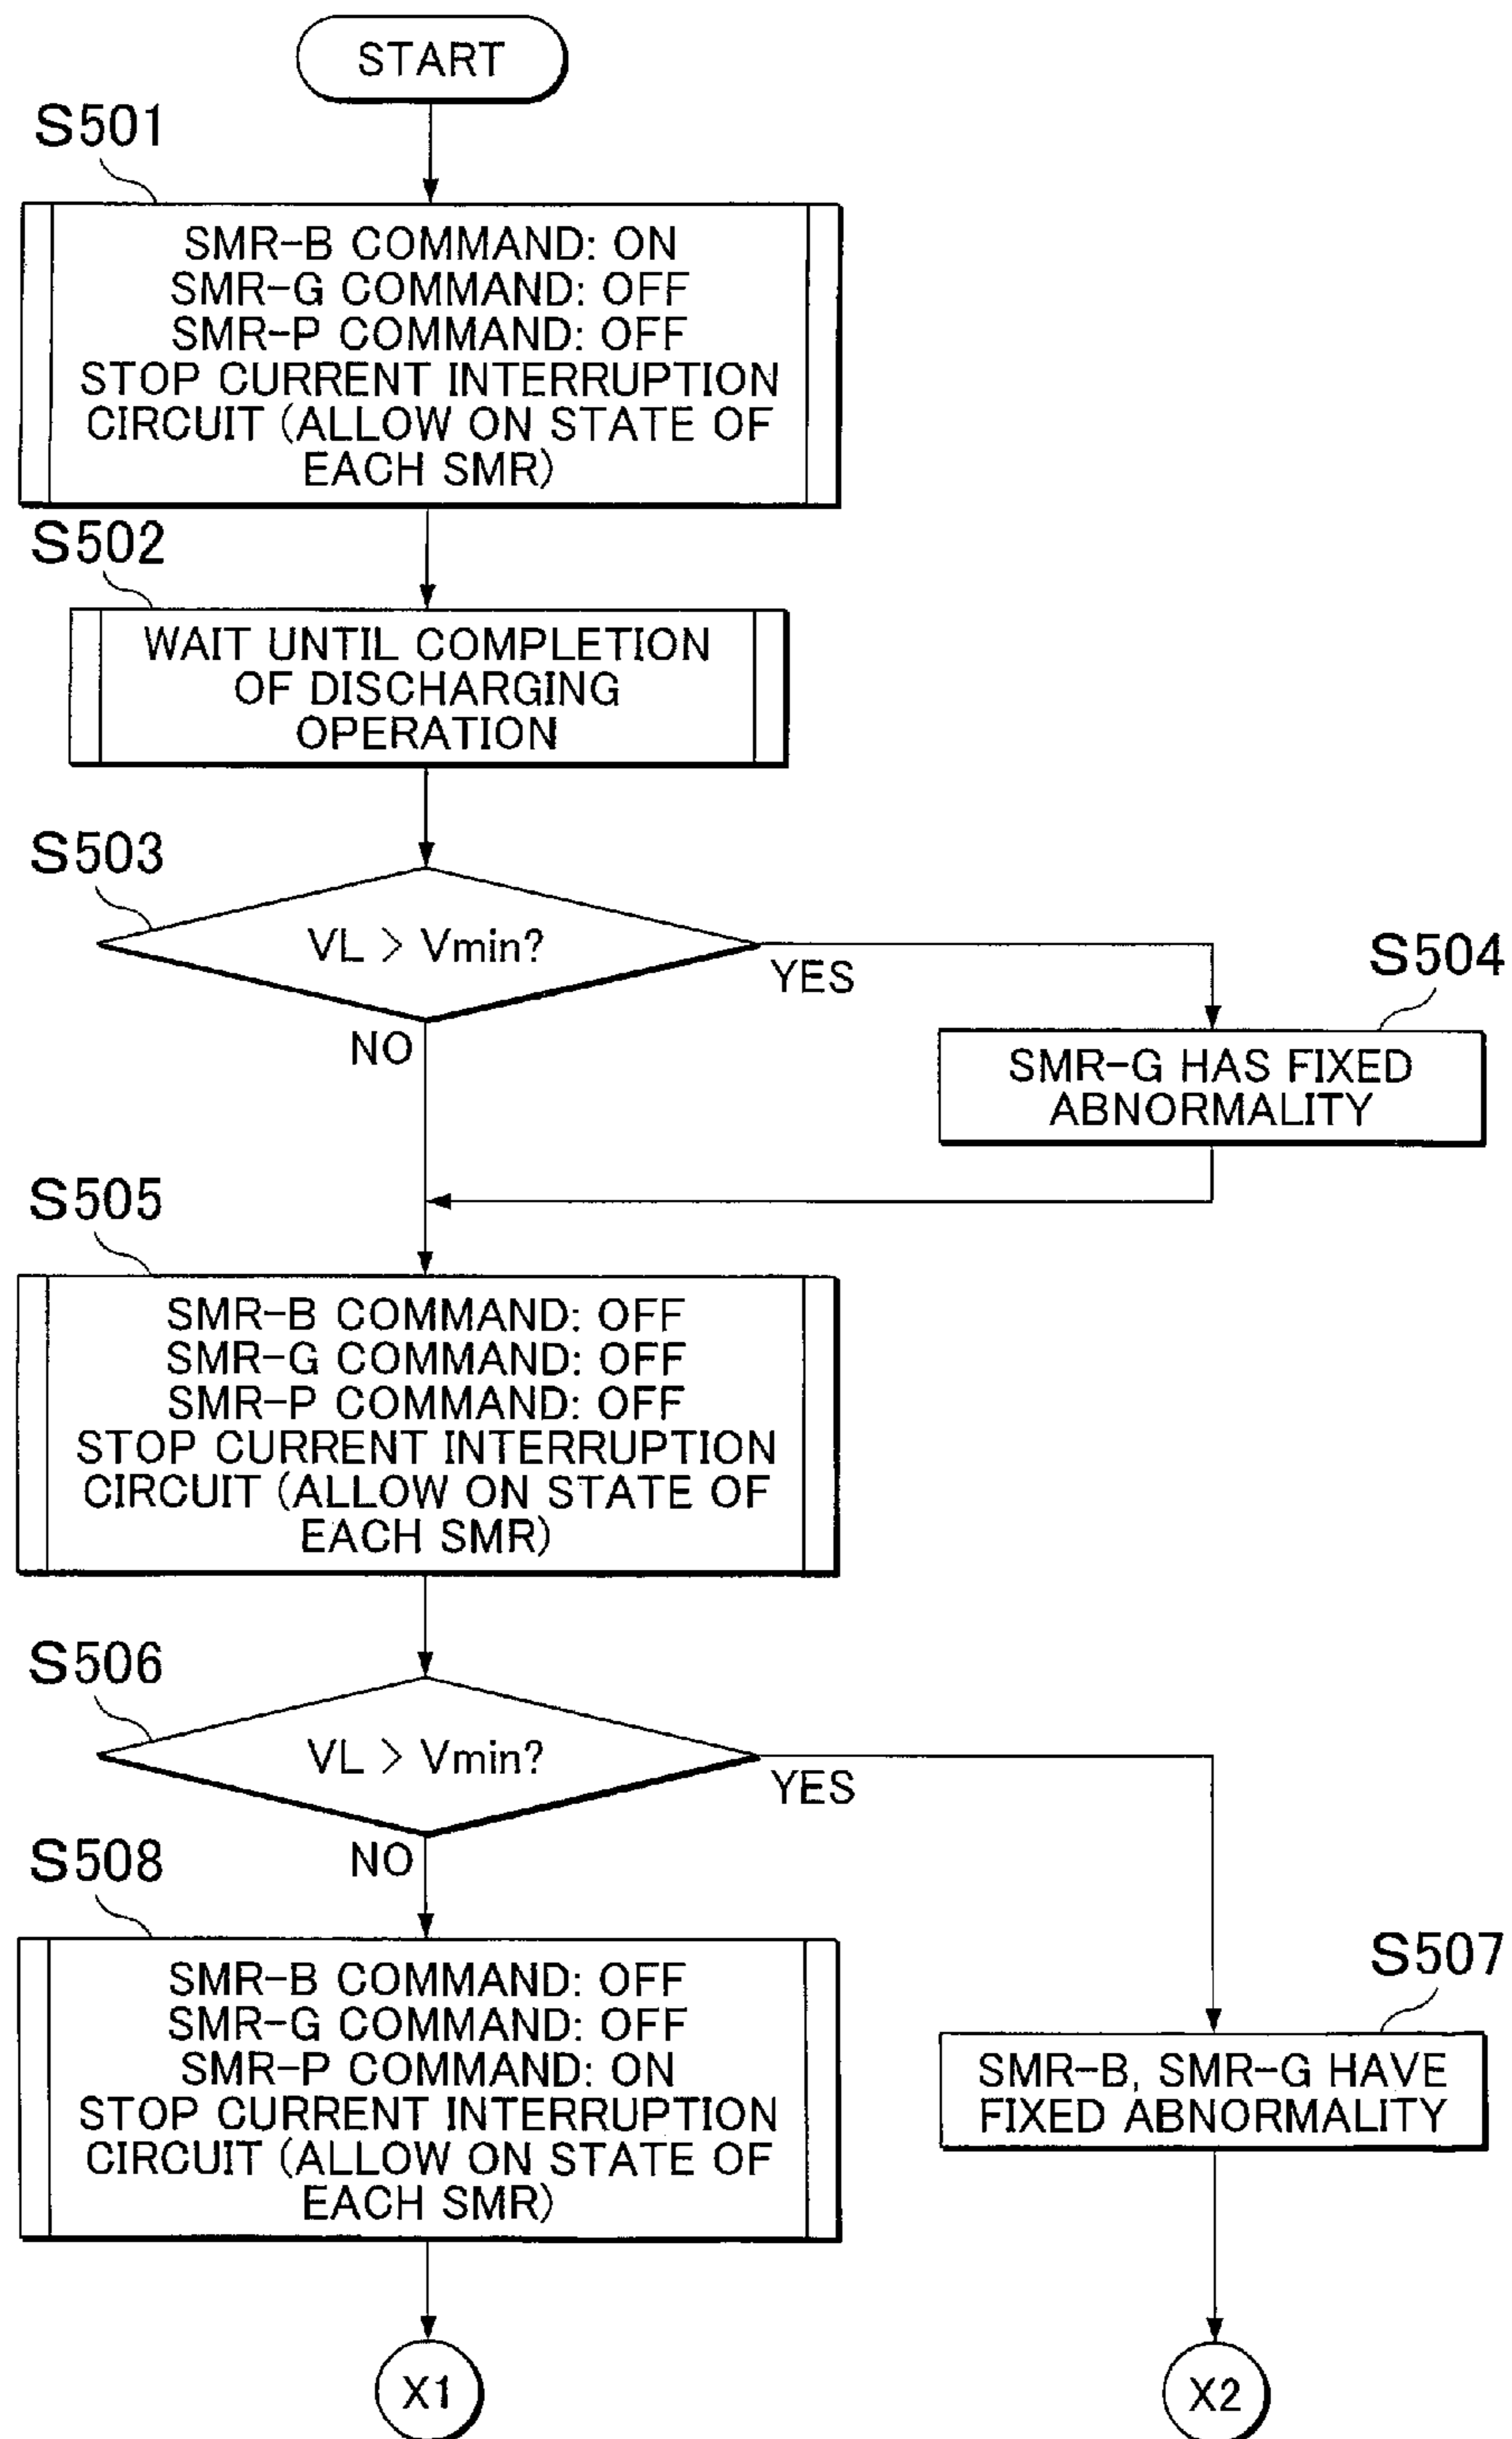 START
S501
SMR-B COMMAND: ON
SMR-G COMMAND: OFF
SMR-P COMMAND: OFF
STOP CURRENT INTERRUPTION
CIRCUIT (ALLOW ON STATE OF
EACH SMR)
S502
WAIT UNTIL COMPLETION
OF DISCHARGING
OPERATION
S503
VL > Vmin?
YES
NO
S504
SMR-G HAS FIXED
ABNORMALITY
S505
SMR-B COMMAND: OFF
SMR-G COMMAND: OFF
SMR-P COMMAND: OFF
STOP CURRENT INTERRUPTION
CIRCUIT (ALLOW ON STATE OF
EACH SMR)
S506
VL > Vmin?
YES
NO
S508
SMR-B COMMAND: OFF
SMR-G COMMAND: OFF
SMR-P COMMAND: ON
STOP CURRENT INTERRUPTION
CIRCUIT (ALLOW ON STATE OF
EACH SMR)
S507
SMR-B, SMR-G HAVE
FIXED ABNORMALITY
X1
X2